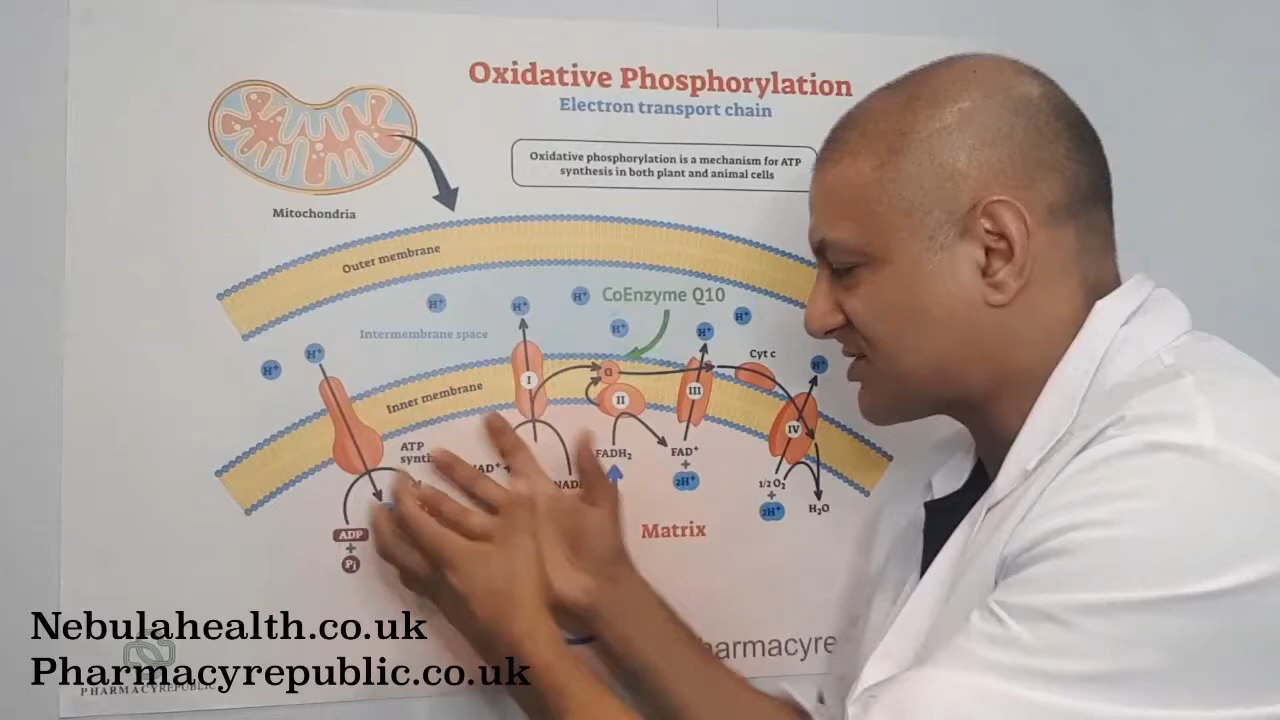 Oxidative Phosphorylation
Electron transport chain
Oxidative phosphorylation is a mechanism for ATP
synthesis in both plant and animal cells
Mitochondria
Outer membrane
H⁺
H⁺
H⁺
CoEnzyme Q10
H⁺
H⁺
H⁺
Intermembrane space
Cyt c
H⁺
H⁺
H⁺
I
Q
II
III
IV
Inner membrane
ATP
FADH₂
FAD⁺
+
2H⁺
1/2 O₂
+
2H⁺
H₂O
ADP
+
Pi
Matrix
Nebulahealth.co.uk
Pharmacyrepublic.co.uk